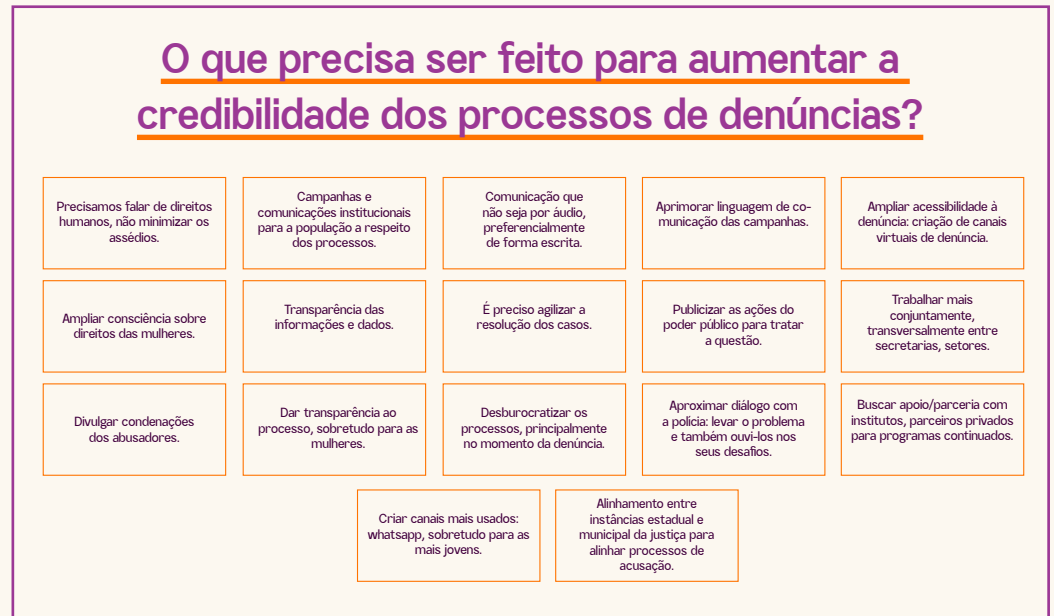 O que precisa ser feito para aumentar a
credibilidade dos processos de denúncias?
Precisamos falar de direitos
humanos, não minimizar os
assédios.
Campanhas e
comunicações institucionais
para a população a respeito
dos processos.
Comunicação que
não seja por áudio,
preferencialmente
de forma escrita.
Aprimorar linguagem de co-
municação das campanhas.
Ampliar acessibilidade à
denúncia: criação de canais
virtuais de denúncia.
Ampliar consciência sobre
direitos das mulheres.
Transparência das
informações e dados.
É preciso agilizar a
resolução dos casos.
Publicizar as ações do
poder público para tratar
a questão.
Trabalhar mais
conjuntamente,
transversalmente entre
secretarias, setores.
Divulgar condenações
dos abusadores.
Dar transparência ao
processo, sobretudo para as
mulheres.
Desburocratizar os
processos, principalmente
no momento da denúncia.
Aproximar diálogo com
a polícia: levar o problema
e também ouvi-los nos
seus desafios.
Buscar apoio/parceria com
institutos, parceiros privados
para programas continuados.
Criar canais mais usados:
whatsapp, sobretudo para as
mais jovens.
Alinhamento entre
instâncias estadual e
municipal da justiça para
alinhar processos de
acusação.